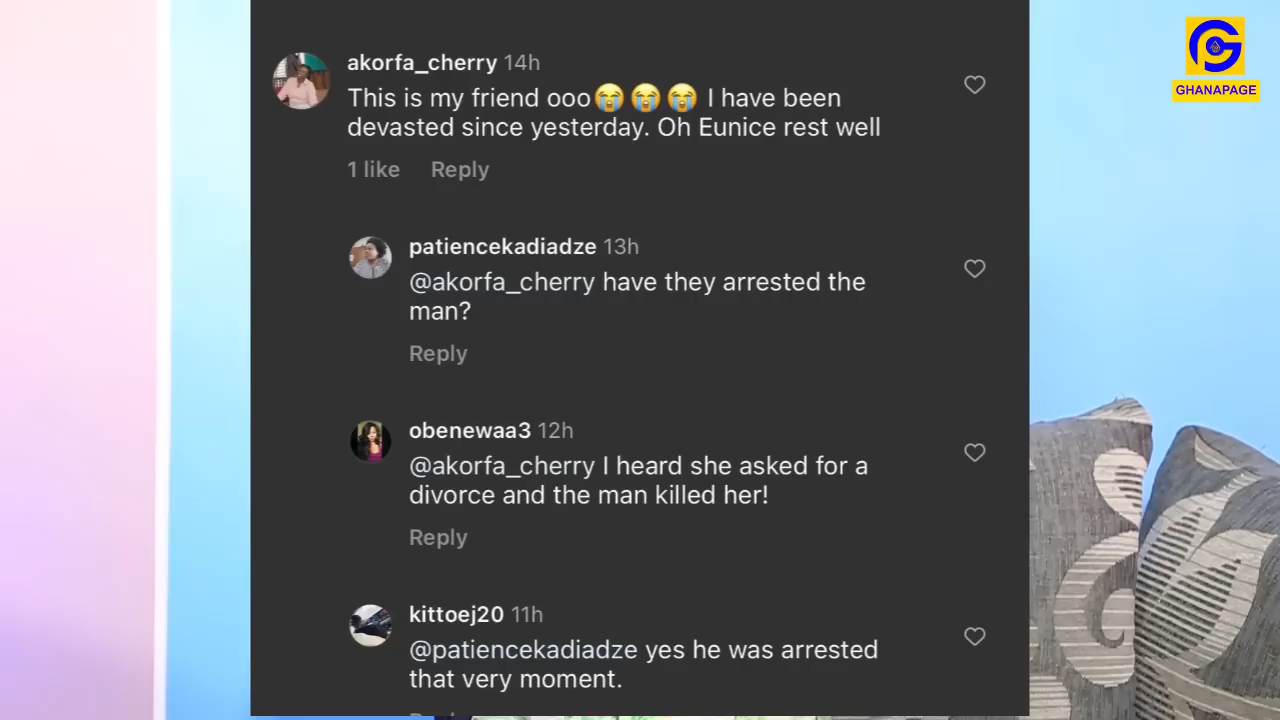 GHANAPAGE
akorfa_cherry 14h
This is my friend ooo😭😭😭 I have been
devasted since yesterday. Oh Eunice rest well
1 like Reply
patiencekadiadze 13h
@akorfa_cherry have they arrested the
man?
Reply
obenewaa3 12h
@akorfa_cherry I heard she asked for a
divorce and the man killed her!
Reply
kittoej20 11h
@patiencekadiadze yes he was arrested
that very moment.